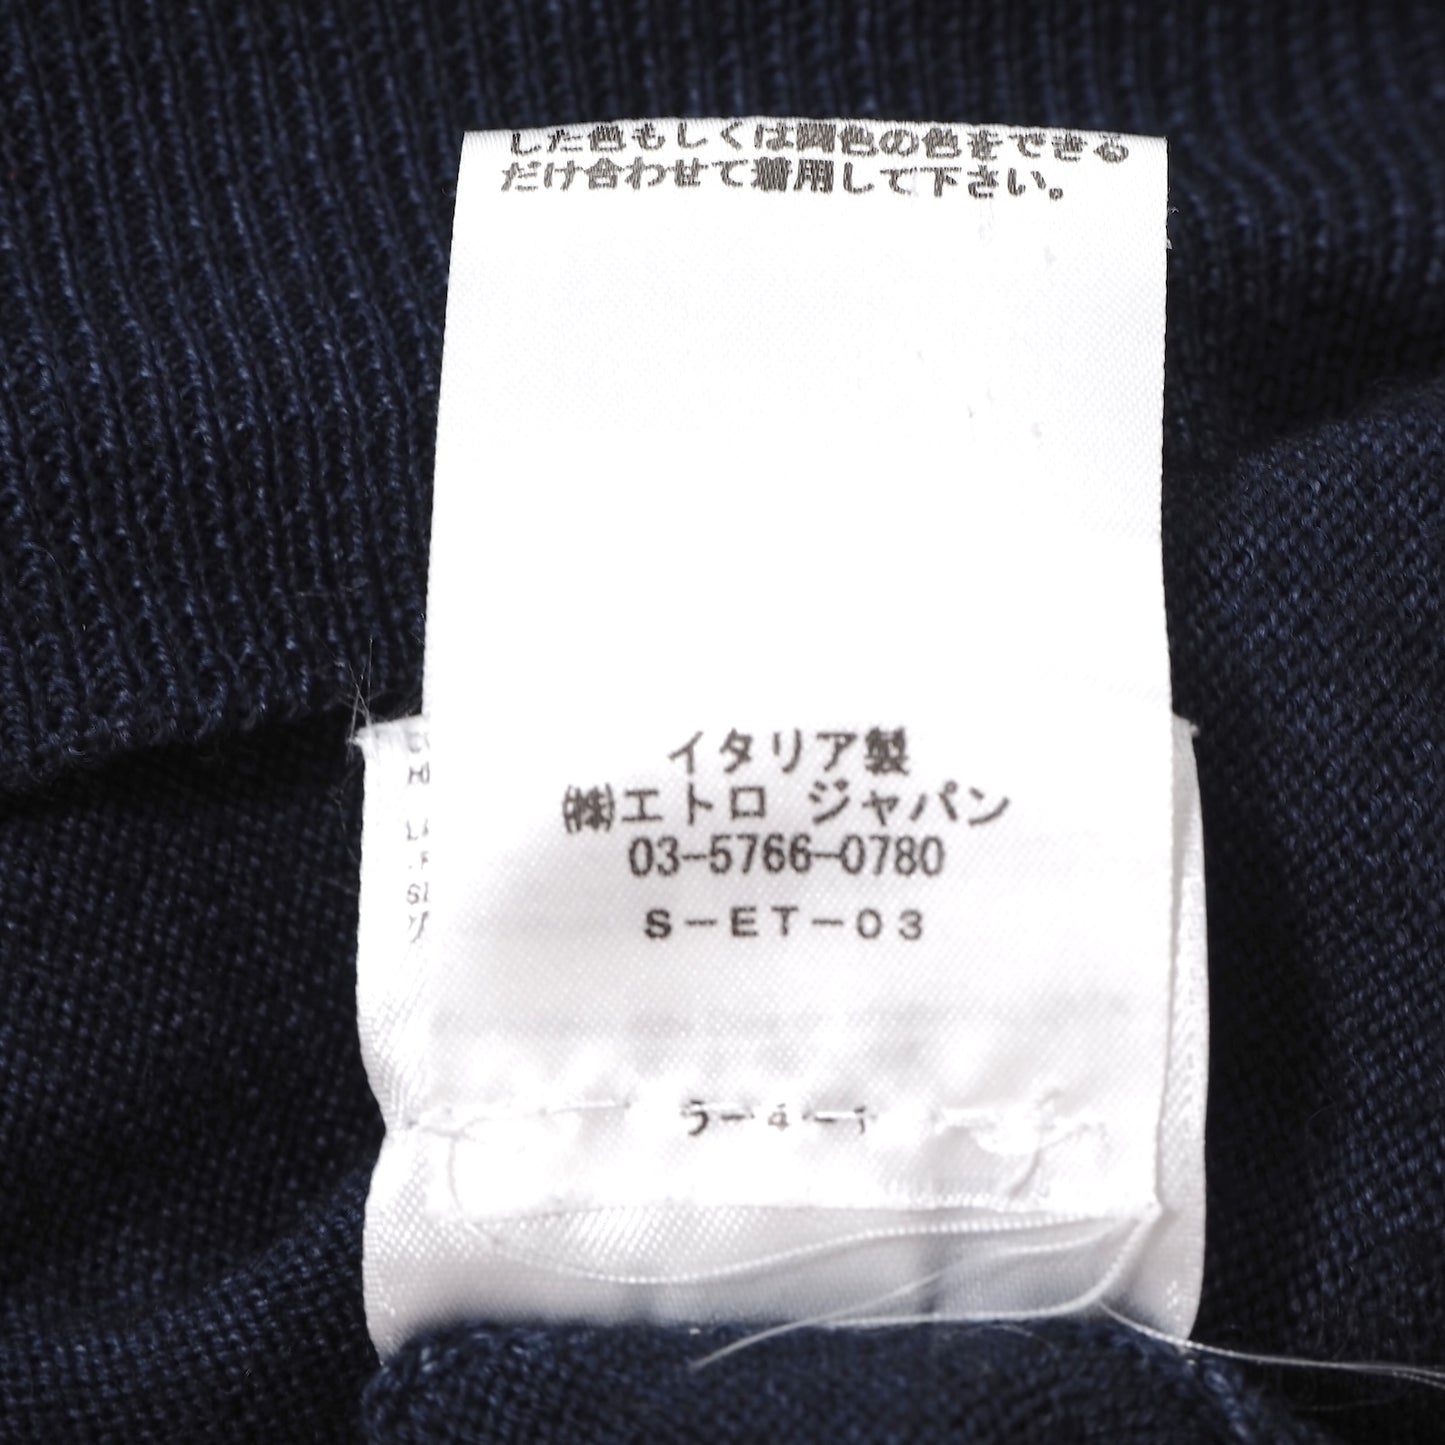 した色もしくは同色の色をできる
だけ合わせて着用して下さい。
イタリア製
㈱エトロ ジャパン
03-5766-0780
S-ET-03